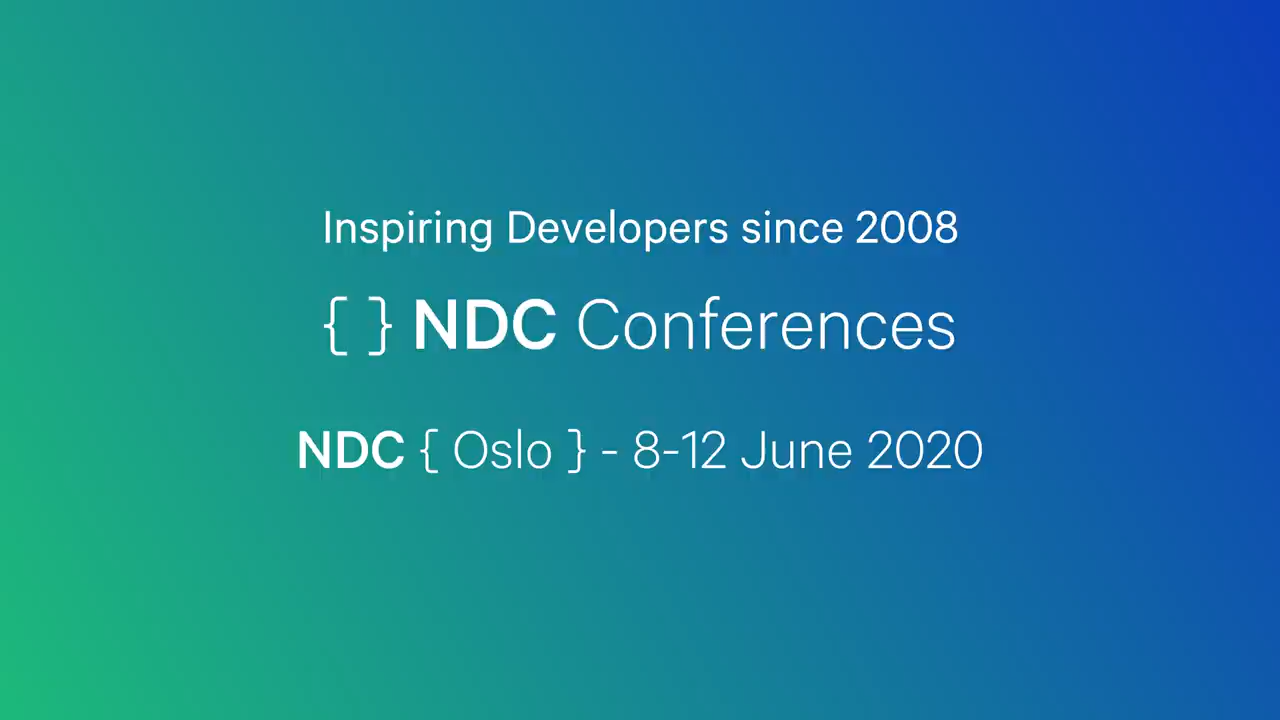 Inspiring Developers since 2008
{ } NDC Conferences
NDC { Oslo } - 8-12 June 2020